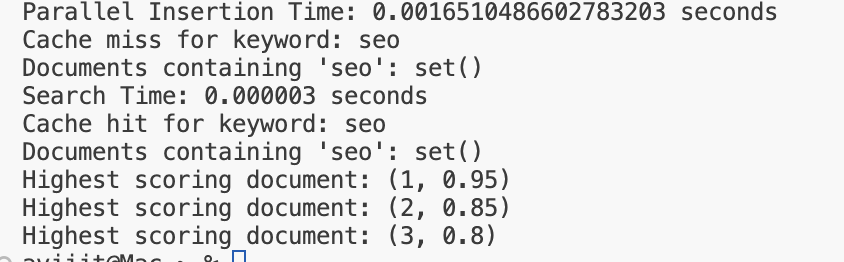 Parallel Insertion Time: 0.0016510486602783203 seconds
Cache miss for keyword: seo
Documents containing 'seo': set()
Search Time: 0.000003 seconds
Cache hit for keyword: seo
Documents containing 'seo': set()
Highest scoring document: (1, 0.95)
Highest scoring document: (2, 0.85)
Highest scoring document: (3, 0.8)